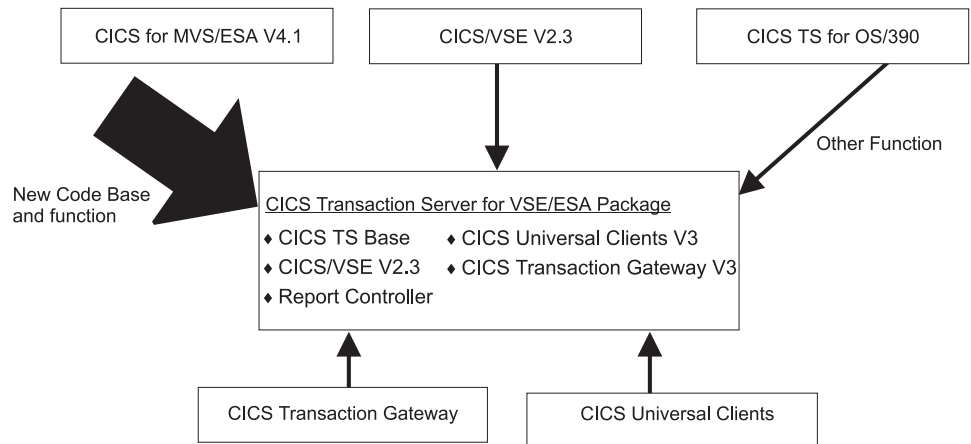 CICS for MVS/ESA V4.1
CICS/VSE V2.3
CICS TS for OS/390
Other Function
New Code Base
and function
CICS Transaction Server for VSE/ESA Package
♦ CICS TS Base
♦ CICS Universal Clients V3
♦ CICS/VSE V2.3
♦ CICS Transaction Gateway V3
♦ Report Controller
CICS Transaction Gateway
CICS Universal Clients